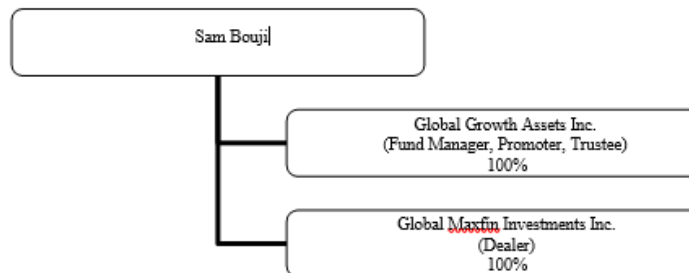 Sam Bouji
Global Growth Assets Inc.
(Fund Manager, Promoter, Trustee)
100%
Global Maxfin Investments Inc.
(Dealer)
100%